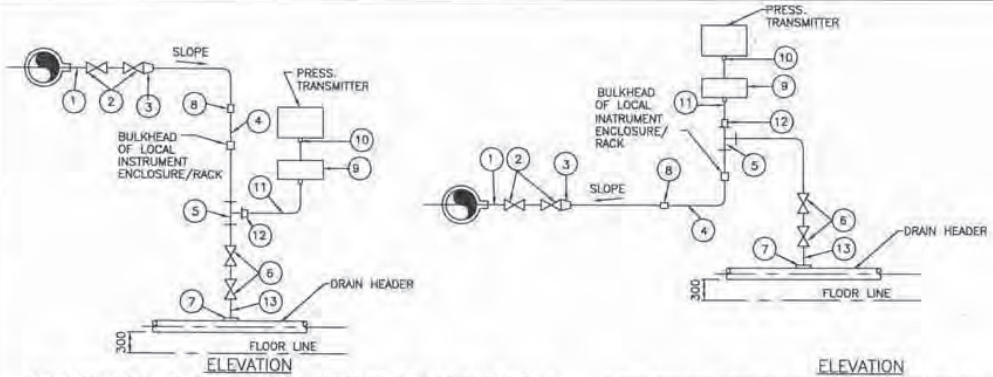 SLOPE
PRESS.
TRANSMITTER
1
2
3
8
4
10
BULKHEAD
OF LOCAL
INSTRUMENT
ENCLOSURE/RACK
9
11
5
12
6
7
13
DRAIN HEADER
300
FLOOR LINE
ELEVATION
PRESS.
TRANSMITTER
10
BULKHEAD
OF LOCAL
INSTRUMENT
ENCLOSURE/
RACK
9
11
12
1
2
3
SLOPE
8
5
4
6
7
13
DRAIN HEADER
300
FLOOR LINE
ELEVATION